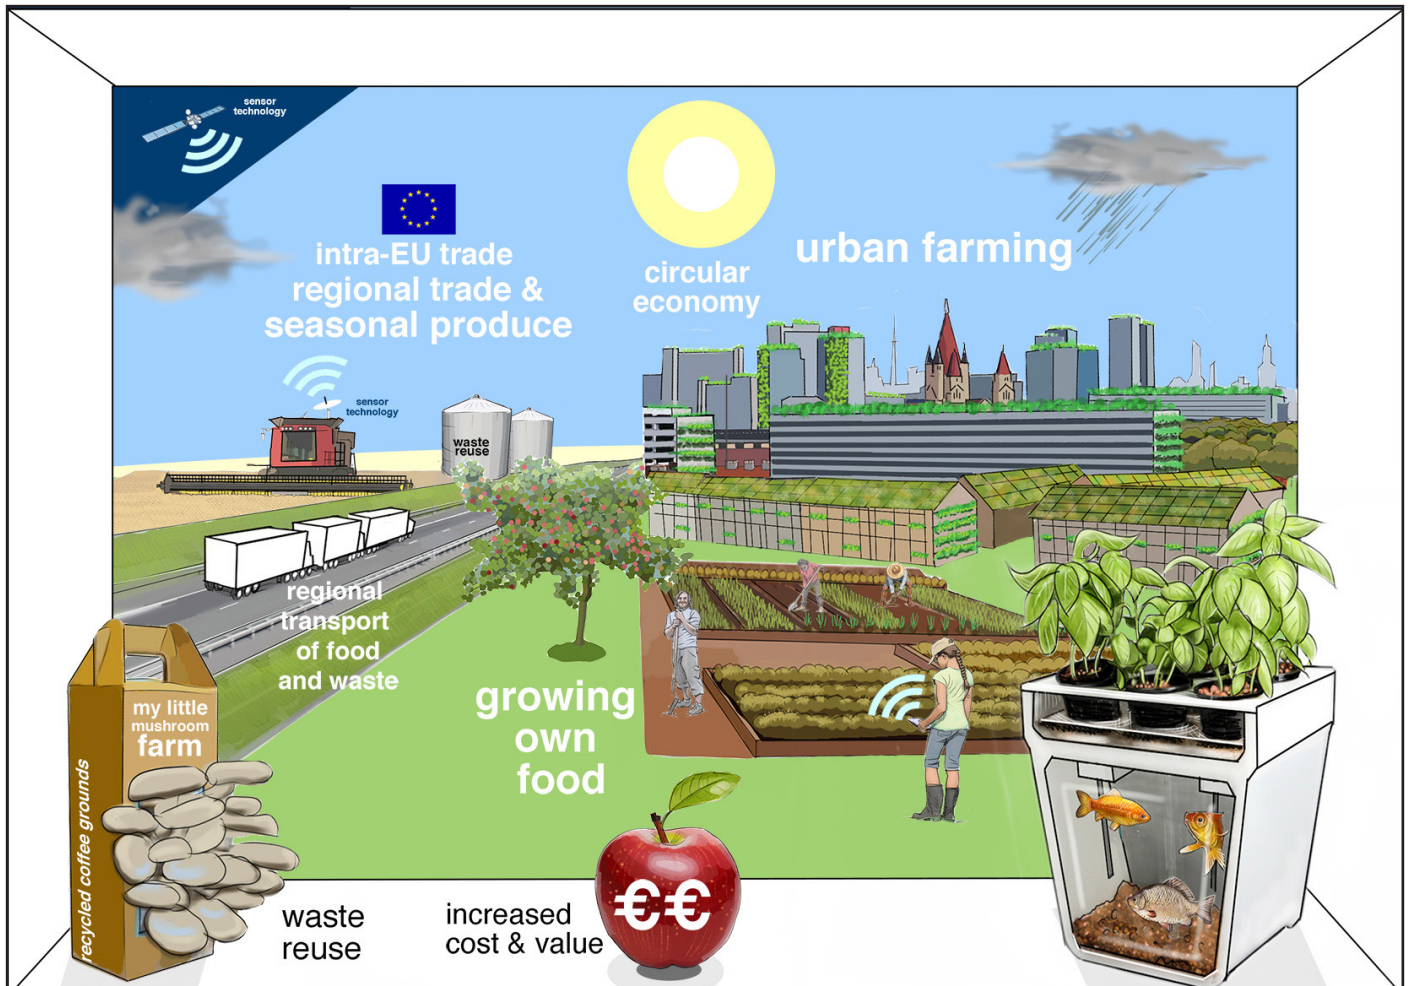 sensor
technology
intra-EU trade
regional trade &
seasonal produce
circular
economy
urban farming
sensor
technology
waste
reuse
regional
transport
of food
and waste
growing
own
food
my little
mushroom
farm
recycled coffee grounds
waste
reuse
increased
cost & value
€€